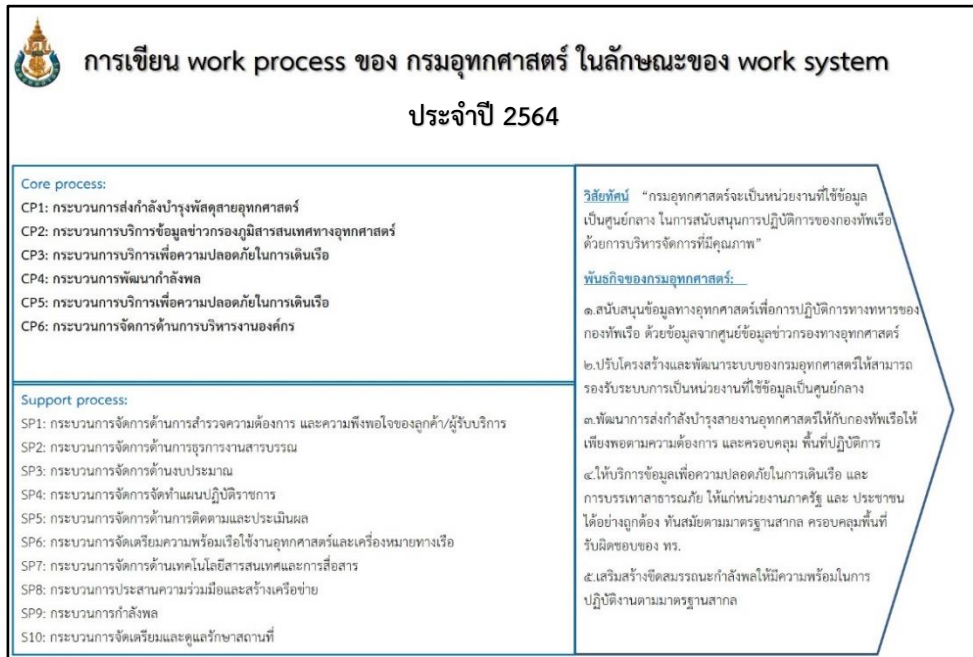 การเขียน work process ของ กรมอุทกศาสตร์ ในลักษณะของ work system
ประจำปี 2564
Core process:
CP1: กระบวนการส่งกำลังบำรุงพัสดุสายอุทกศาสตร์
CP2: กระบวนการบริการข้อมูลข่าวกรองภูมิสารสนเทศทางอุทกศาสตร์
CP3: กระบวนการบริการเพื่อความปลอดภัยในการเดินเรือ
CP4: กระบวนการพัฒนากำลังพล
CP5: กระบวนการบริการเพื่อความปลอดภัยในการเดินเรือ
CP6: กระบวนการจัดการด้านการบริหารงานองค์กร
Support process:
SP1: กระบวนการจัดการด้านการสำรวจความต้องการ และความพึงพอใจของลูกค้า/ผู้รับบริการ
SP2: กระบวนการจัดการด้านการธุรการงานสารบรรณ
SP3: กระบวนการจัดการด้านงบประมาณ
SP4: กระบวนการจัดการจัดทำแผนปฏิบัติราชการ
SP5: กระบวนการจัดการด้านการติดตามและประเมินผล
SP6: กระบวนการจัดเตรียมความพร้อมเรือใช้งานอุทกศาสตร์และเครื่องหมายทางเรือ
SP7: กระบวนการจัดการด้านเทคโนโลยีสารสนเทศและการสื่อสาร
SP8: กระบวนการประสานความร่วมมือและสร้างเครือข่าย
SP9: กระบวนการกำลังพล
S10: กระบวนการจัดเตรียมและดูแลรักษาสถานที่
วิสัยทัศน์ “กรมอุทกศาสตร์จะเป็นหน่วยงานที่ใช้ข้อมูล
เป็นศูนย์กลาง ในการสนับสนุนการปฏิบัติการของกองทัพเรือ
ด้วยการบริหารจัดการที่มีคุณภาพ”
พันธกิจของกรมอุทกศาสตร์:
๑.สนับสนุนข้อมูลทางอุทกศาสตร์เพื่อการปฏิบัติการทางทหารของ
กองทัพเรือ ด้วยข้อมูลจากศูนย์ข้อมูลข่าวกรองทางอุทกศาสตร์
๒.ปรับโครงสร้างและพัฒนาระบบของกรมอุทกศาสตร์ให้สามารถ
รองรับระบบการเป็นหน่วยงานที่ใช้ข้อมูลเป็นศูนย์กลาง
๓.พัฒนาการส่งกำลังบำรุงสายงานอุทกศาสตร์ให้กับกองทัพเรือให้
เพียงพอตามความต้องการ และครอบคลุม พื้นที่ปฏิบัติการ
๔.ให้บริการข้อมูลเพื่อความปลอดภัยในการเดินเรือ และ
การบรรเทาสาธารณภัย ให้แก่หน่วยงานภาครัฐ และ ประชาชน
ได้อย่างถูกต้อง ทันสมัยตามมาตรฐานสากล ครอบคลุมพื้นที่
รับผิดชอบของ ทร.
๕.เสริมสร้างขีดสมรรถนะกำลังพลให้มีความพร้อมในการ
ปฏิบัติงานตามมาตรฐานสากล